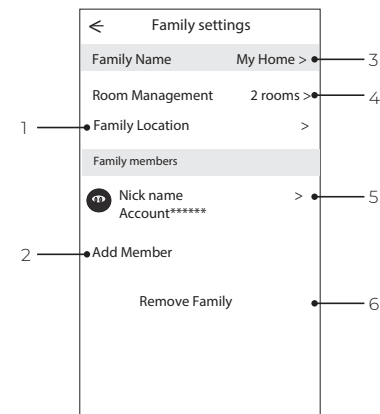 Family settings
Family Name My Home >
3
Room Management 2 rooms >
4
1
Family Location >
Family members
Nick name >
5
Account******
2
Add Member
Remove Family
6